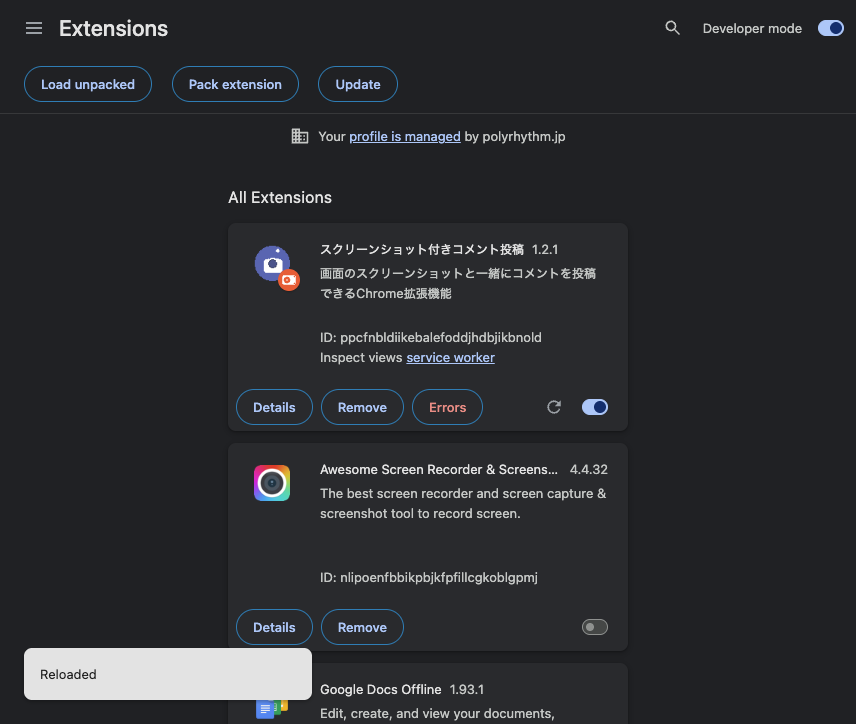 Extensions
Developer mode
Load unpacked
Pack extension
Update
Your profile is managed by polyrhythm.jp
All Extensions
スクリーンショット付きコメント投稿 1.2.1
画面のスクリーンショットと一緒にコメントを投稿
できるChrome拡張機能
ID: ppcfnbldiikebalefoddjhdbjikbnold
Inspect views service worker
Details
Remove
Errors
Awesome Screen Recorder & Screens... 4.4.32
The best screen recorder and screen capture &
screenshot tool to record screen.
ID: nlipoenfbbikpbjkfpfillcgkoblgpmj
Details
Remove
Reloaded
Google Docs Offline 1.93.1
Edit, create, and view your documents,